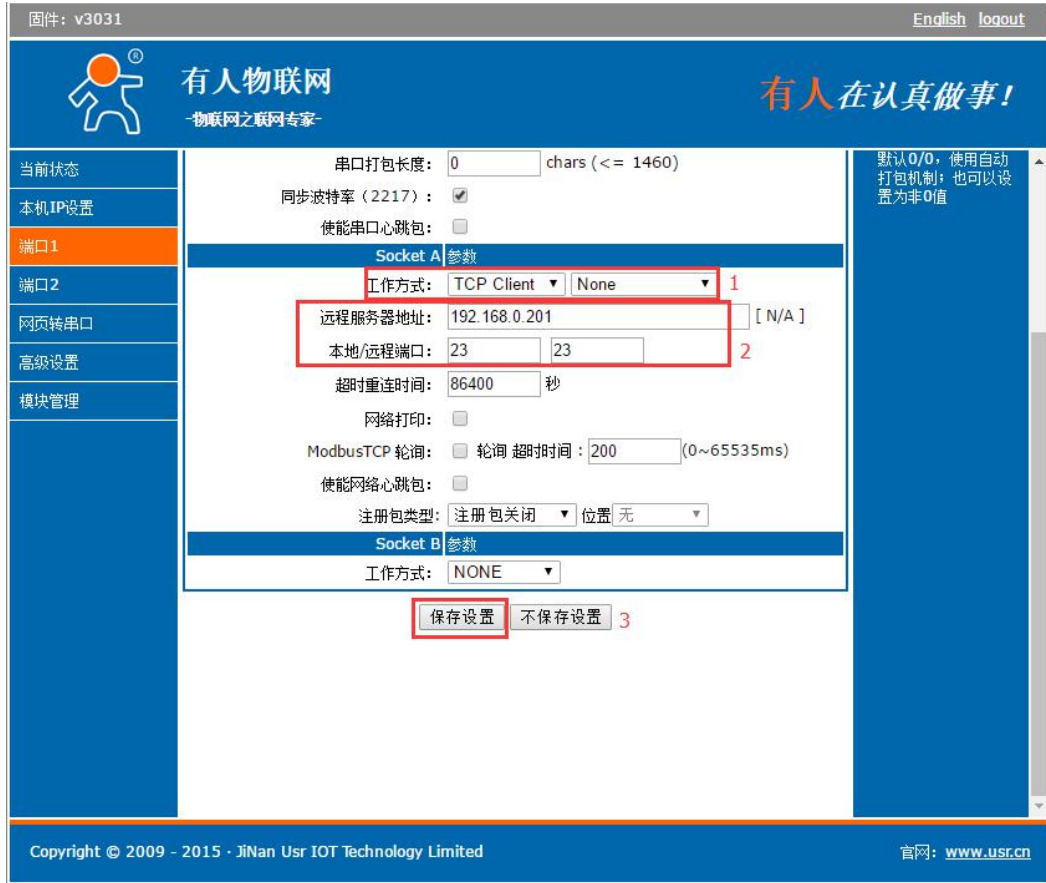 固件: v3031
English logout
®
有人物联网
-物联网之联网专家-
有人在认真做事!
当前状态
本机IP设置
端口1
端口2
网页转串口
高级设置
模块管理
串口打包长度: 0 chars (<= 1460)
同步波特率（2217）:
使能串口心跳包:
Socket A 参数
工作方式: TCP Client None 1
远程服务器地址: 192.168.0.201 [ N/A ]
本地/远程端口: 23 23 2
超时重连时间: 86400 秒
网络打印:
ModbusTCP 轮询: 轮询 超时时间：200 (0~65535ms)
使能网络心跳包:
注册包类型: 注册包关闭 位置 无
Socket B 参数
工作方式: NONE
保存设置 不保存设置 3
默认0/0，使用自动
打包机制；也可以设
置为非0值
Copyright © 2009 - 2015 · JiNan Usr IOT Technology Limited
官网: www.usr.cn